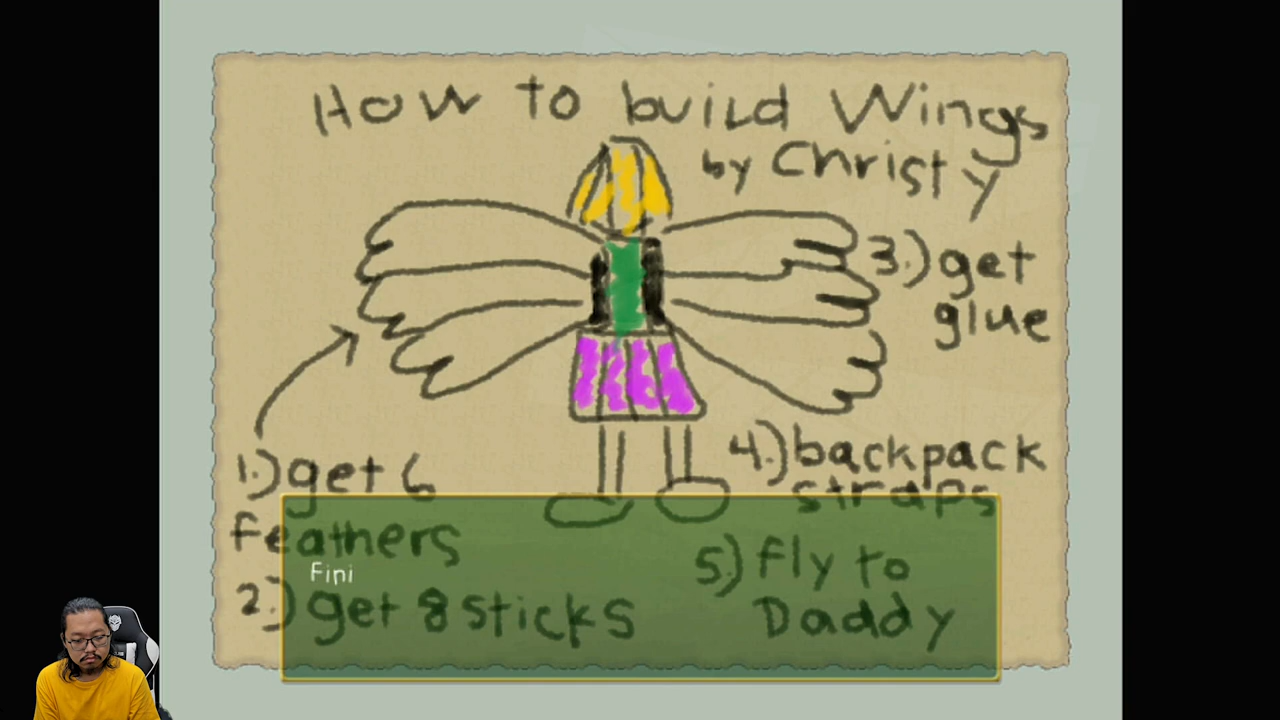 How to build Wings
by Christy
3.) get
glue
1.) get 6
Feathers
2.) get 8 sticks
4.) backpack
straps
5.) Fly to
Daddy
Fini